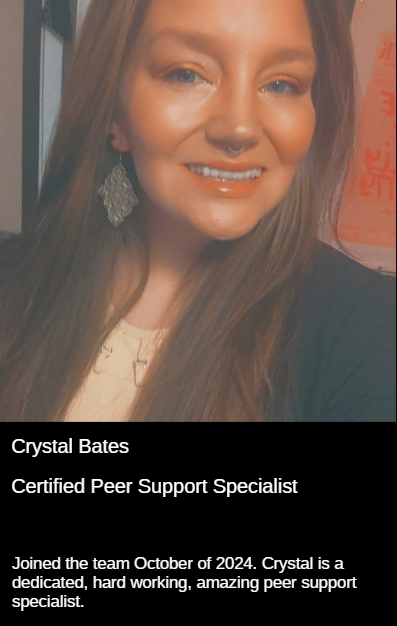 Crystal Bates
Certified Peer Support Specialist
Joined the team October of 2024. Crystal is a
dedicated, hard working, amazing peer support
specialist.